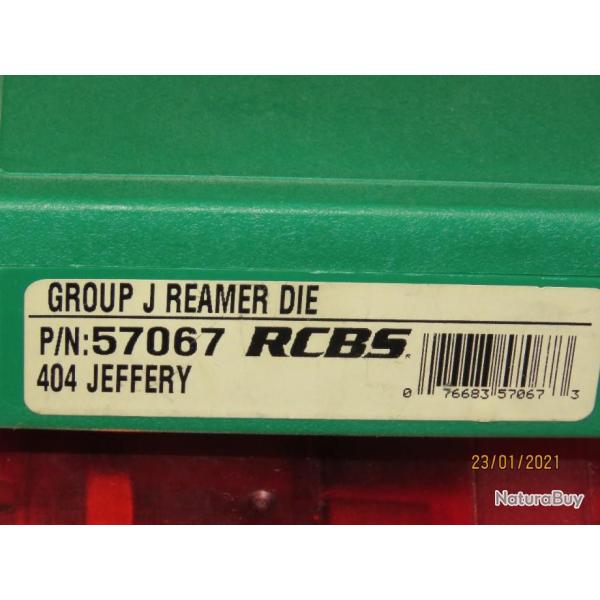 GROUP J REAMER DIE
P/N:57067 RCBS®
404 JEFFERY
0 76683 57067 3
23/01/2021
NaturaBuy